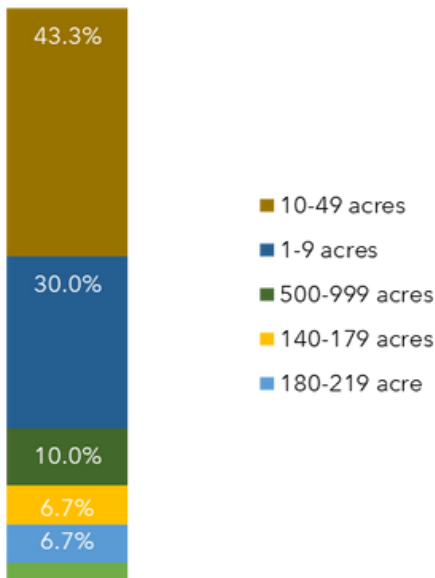 43.3%
30.0%
10.0%
6.7%
6.7%
10-49 acres
1-9 acres
500-999 acres
140-179 acres
180-219 acre